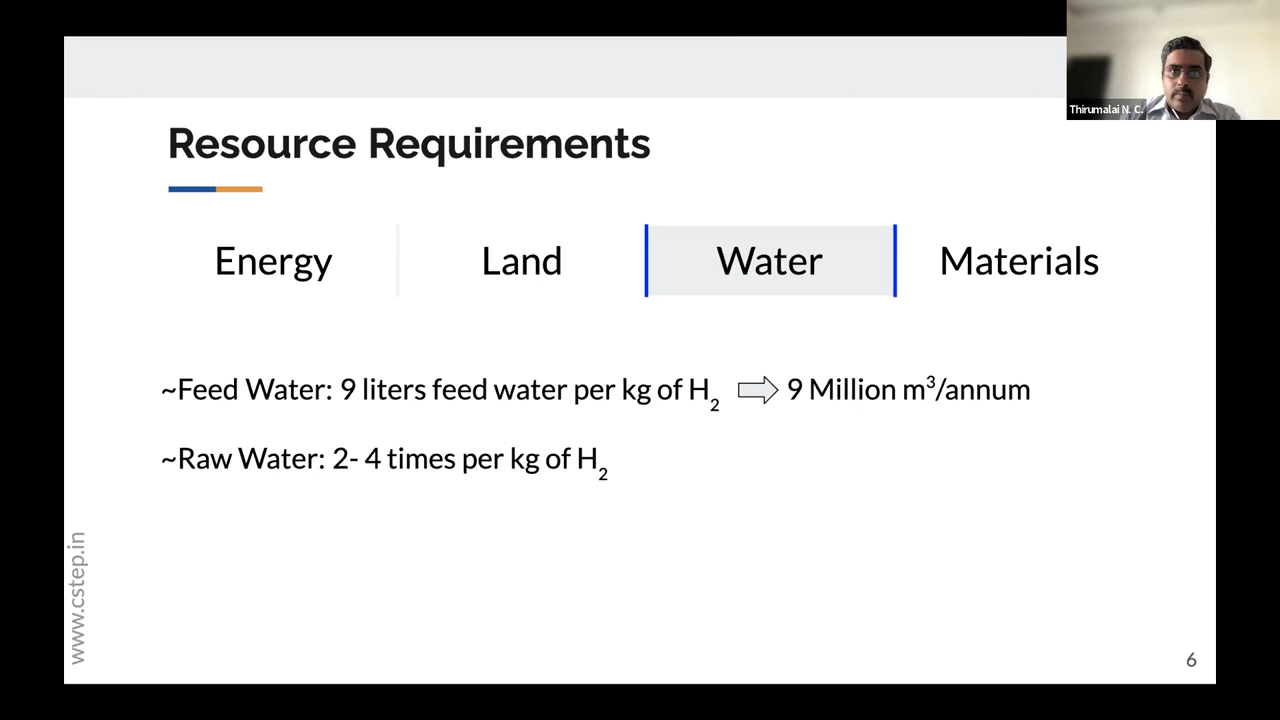 Thirumalai N. C.
Resource Requirements
Energy Land Water Materials
~Feed Water: 9 liters feed water per kg of H₂ ⇨ 9 Million m³/annum
~Raw Water: 2- 4 times per kg of H₂
www.cstep.in
6